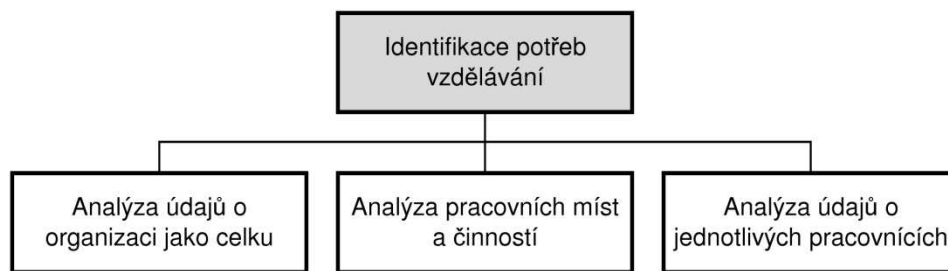 Identifikace potřeb
vzdělávání
Analýza údajů o
organizaci jako celku
Analýza pracovních míst
a činností
Analýza údajů o
jednotlivých pracovnících